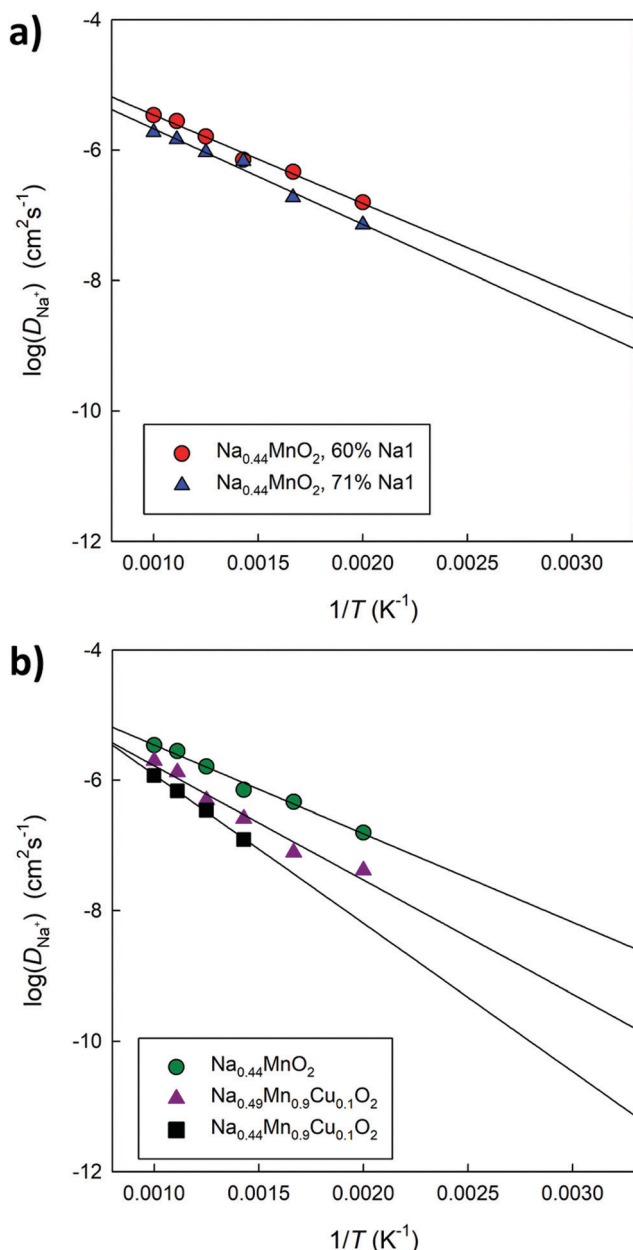 a)
-4
-6
-8
-10
-12
log(D_Na⁺) (cm²s⁻¹)
Na₀.₄₄MnO₂, 60% Na1
Na₀.₄₄MnO₂, 71% Na1
0.0010 0.0015 0.0020 0.0025 0.0030
1/T (K⁻¹)
b)
-4
-6
-8
-10
-12
log(D_Na⁺) (cm²s⁻¹)
Na₀.₄₄MnO₂
Na₀.₄₉Mn₀.₉Cu₀.₁O₂
Na₀.₄₄Mn₀.₉Cu₀.₁O₂
0.0010 0.0015 0.0020 0.0025 0.0030
1/T (K⁻¹)